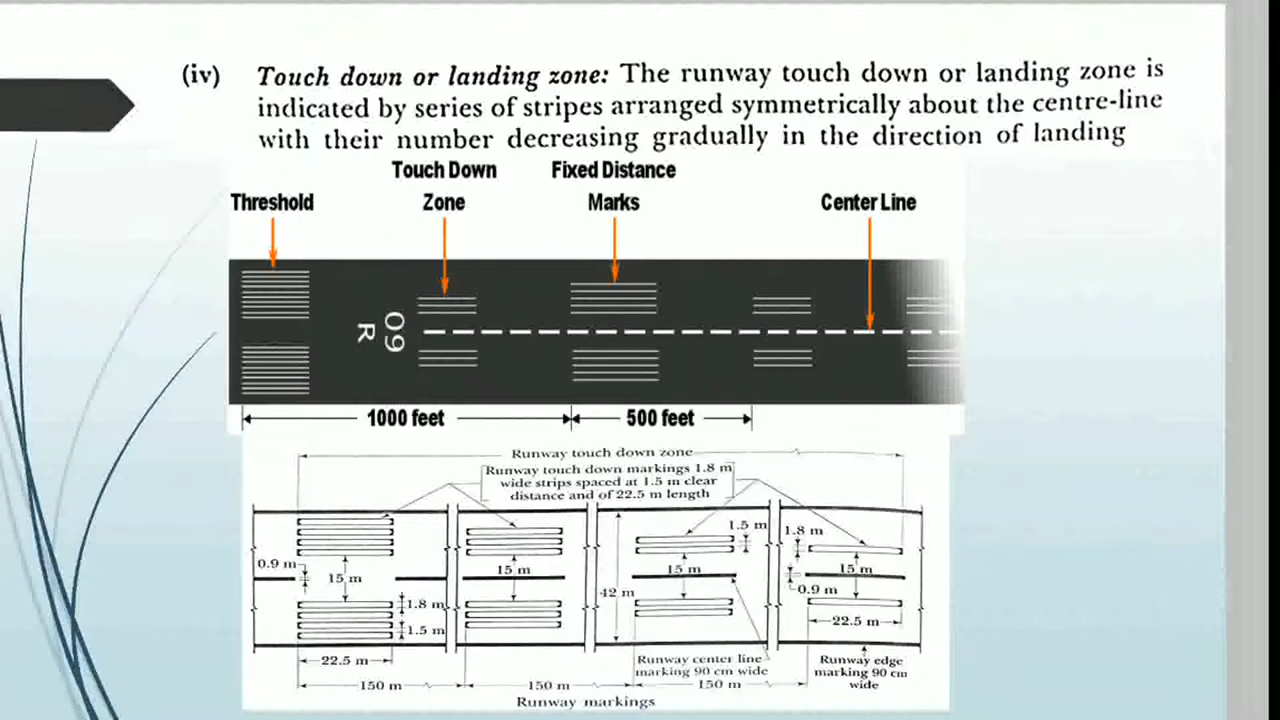 (iv) Touch down or landing zone: The runway touch down or landing zone is
indicated by series of stripes arranged symmetrically about the centre-line
with their number decreasing gradually in the direction of landing
Touch Down
Zone
Fixed Distance
Marks
Threshold
Center Line
09
R
1000 feet
500 feet
Runway touch down zone
Runway touch down markings 1.8 m
wide strips spaced at 1.5 m clear
distance and of 22.5 m length
1.5 m
1.8 m
0.9 m
15 m
15 m
15 m
15 m
42 m
0.9 m
1.8 m
1.5 m
22.5 m
22.5 m
Runway center line
marking 90 cm wide
Runway edge
marking 90 cm
wide
150 m
150 m
150 m
Runway markings